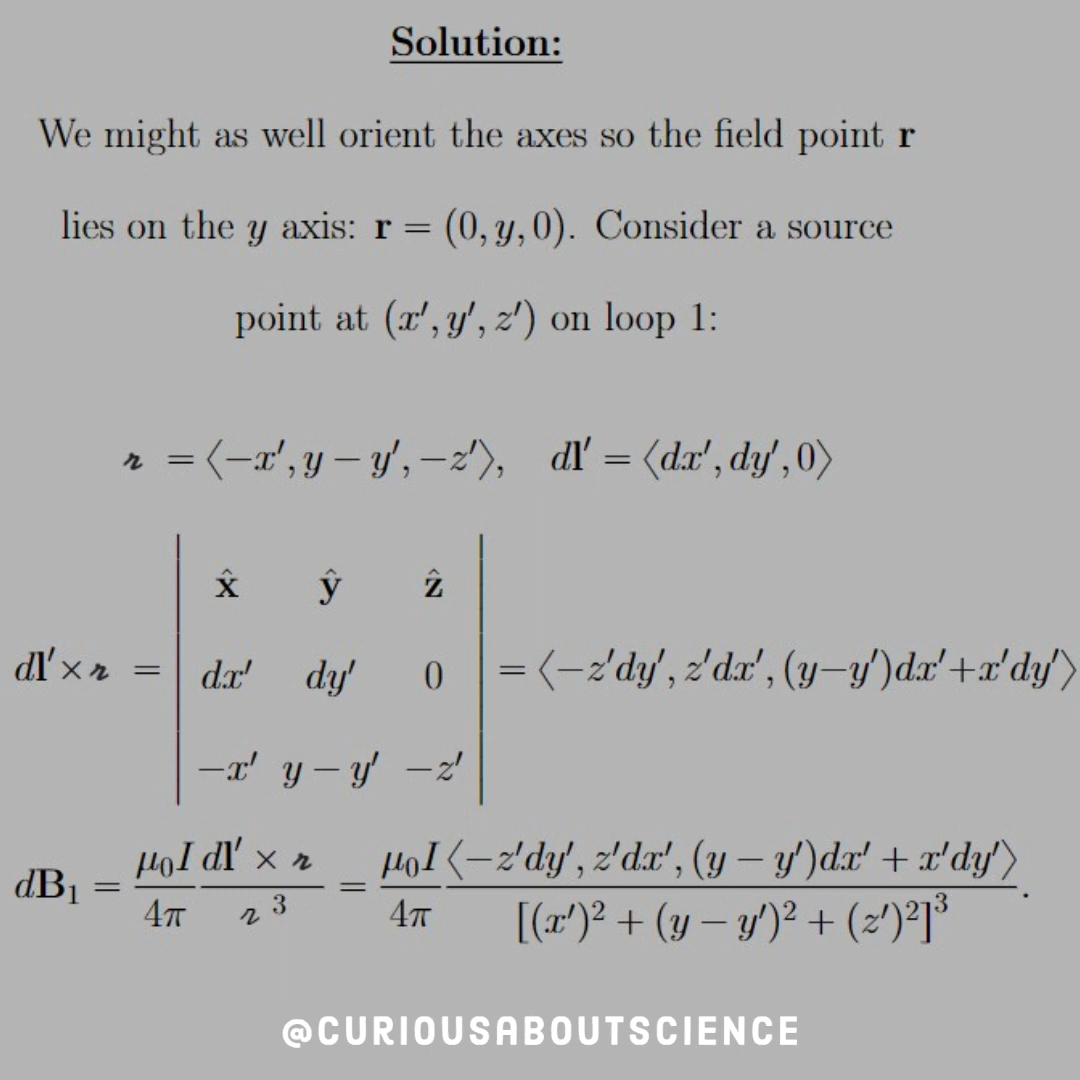 Solution:
We might as well orient the axes so the field point r
lies on the y axis: r = (0, y, 0). Consider a source
point at (x′, y′, z′) on loop 1:
𝓇 = ⟨−x′, y − y′, −z′⟩, dl′ = ⟨dx′, dy′, 0⟩
dl′×𝓇 = | x̂ ŷ ẑ ; dx′ dy′ 0 ; −x′ y − y′ −z′ | = ⟨−z′dy′, z′dx′, (y−y′)dx′+x′dy′⟩
dB₁ = μ₀I/4π dl′ × 𝓇/𝓇 ³ = μ₀I/4π ⟨−z′dy′, z′dx′, (y − y′)dx′ + x′dy′⟩/[(x′)² + (y − y′)² + (z′)²]³.
@CURIOUSABOUTSCIENCE